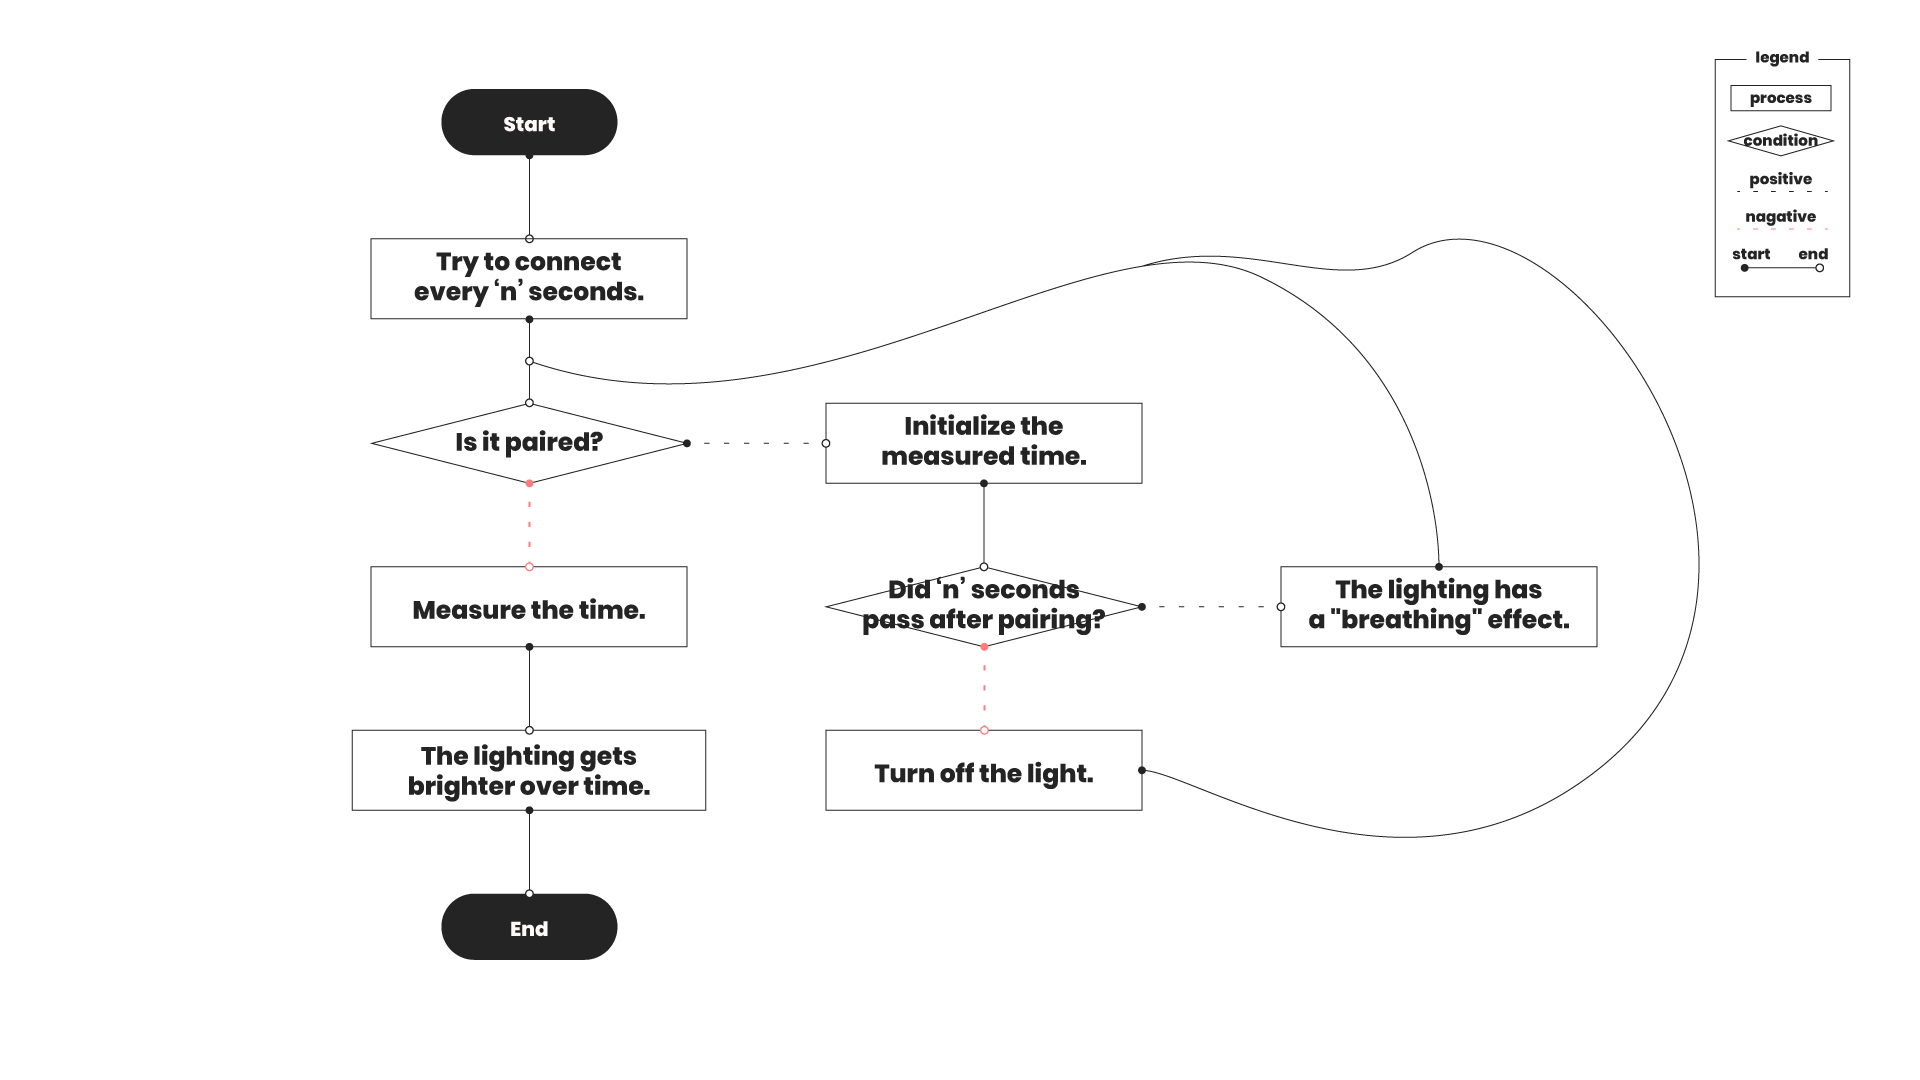 Start
Try to connect
every ‘n’ seconds.
Is it paired?
Measure the time.
The lighting gets
brighter over time.
End
Initialize the
measured time.
Did ‘n’ seconds
pass after pairing?
Turn off the light.
The lighting has
a "breathing" effect.
legend
process
condition
positive
nagative
start end